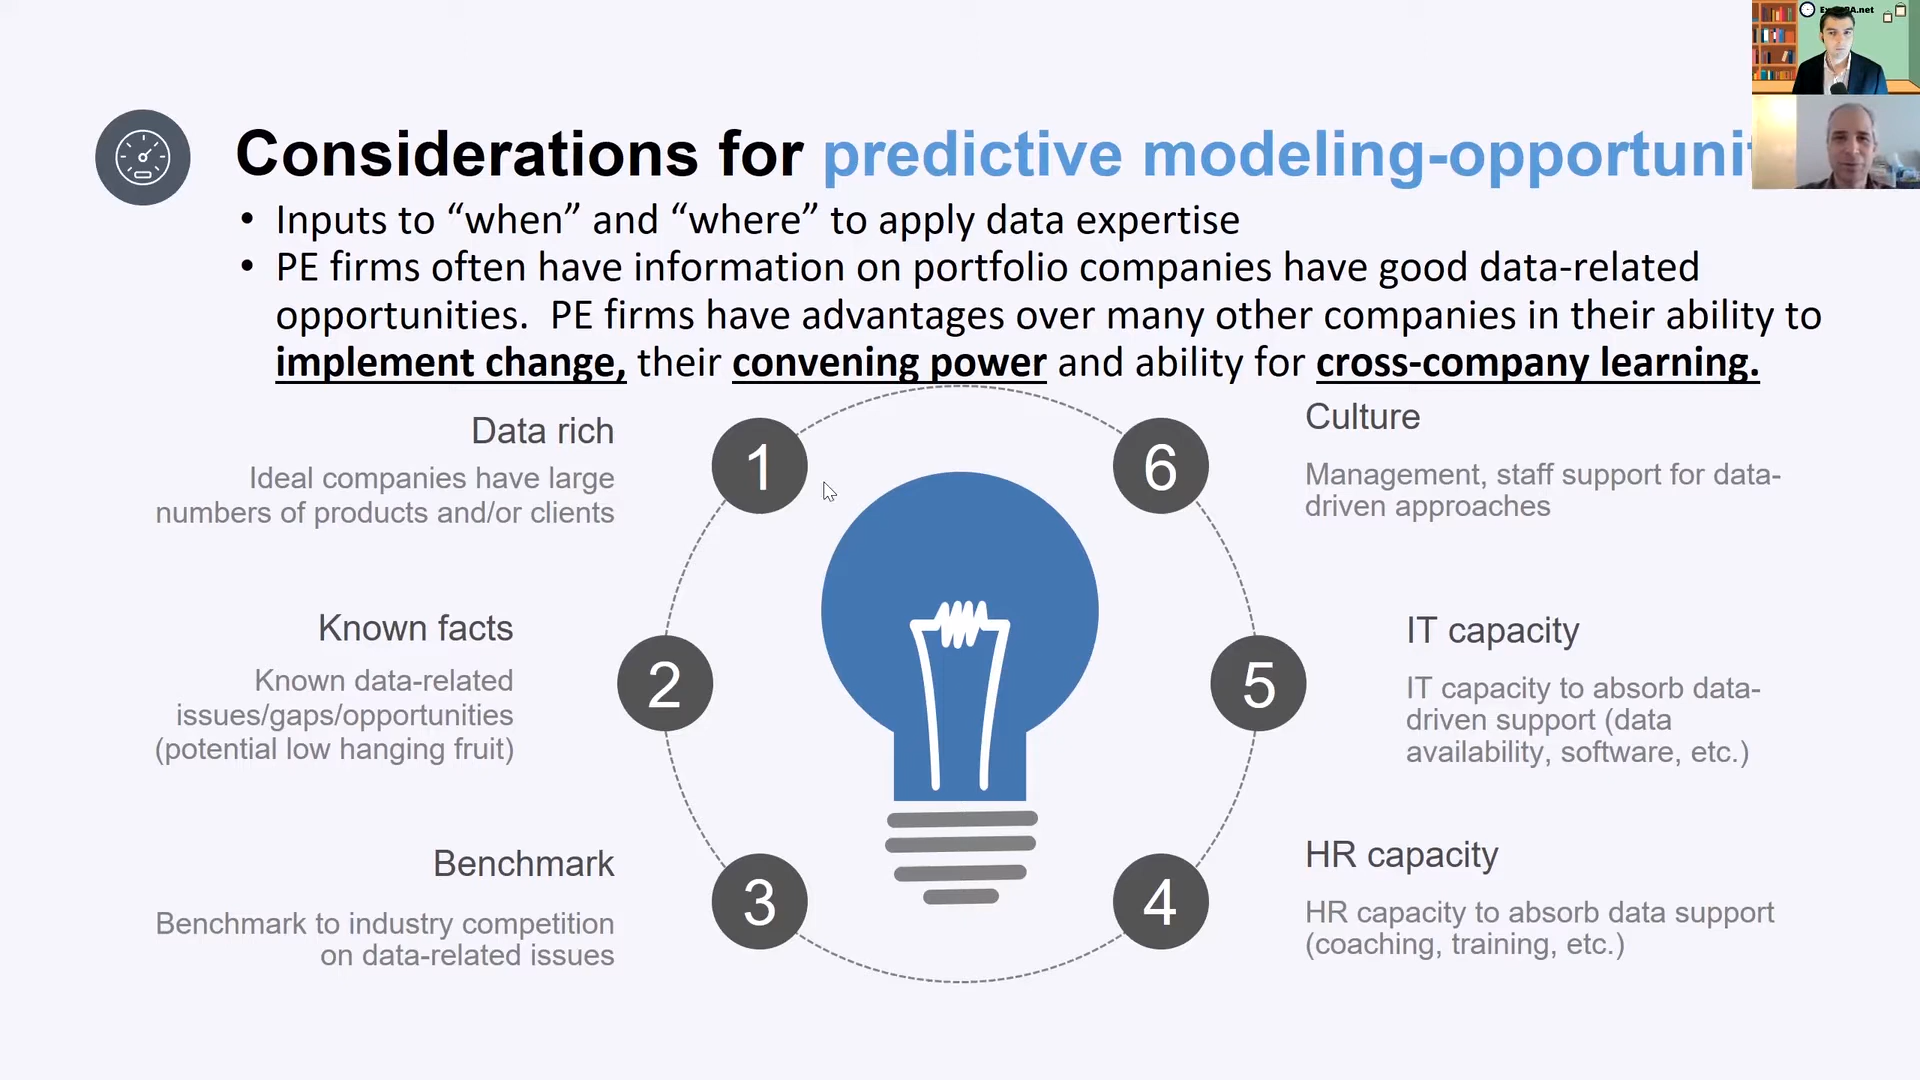 Considerations for predictive modeling-opportuni
• Inputs to “when” and “where” to apply data expertise
• PE firms often have information on portfolio companies have good data-related
opportunities.  PE firms have advantages over many other companies in their ability to
implement change, their convening power and ability for cross-company learning.
1
Data rich
Ideal companies have large
numbers of products and/or clients
2
Known facts
Known data-related
issues/gaps/opportunities
(potential low hanging fruit)
3
Benchmark
Benchmark to industry competition
on data-related issues
6
Culture
Management, staff support for data-
driven approaches
5
IT capacity
IT capacity to absorb data-
driven support (data
availability, software, etc.)
4
HR capacity
HR capacity to absorb data support
(coaching, training, etc.)